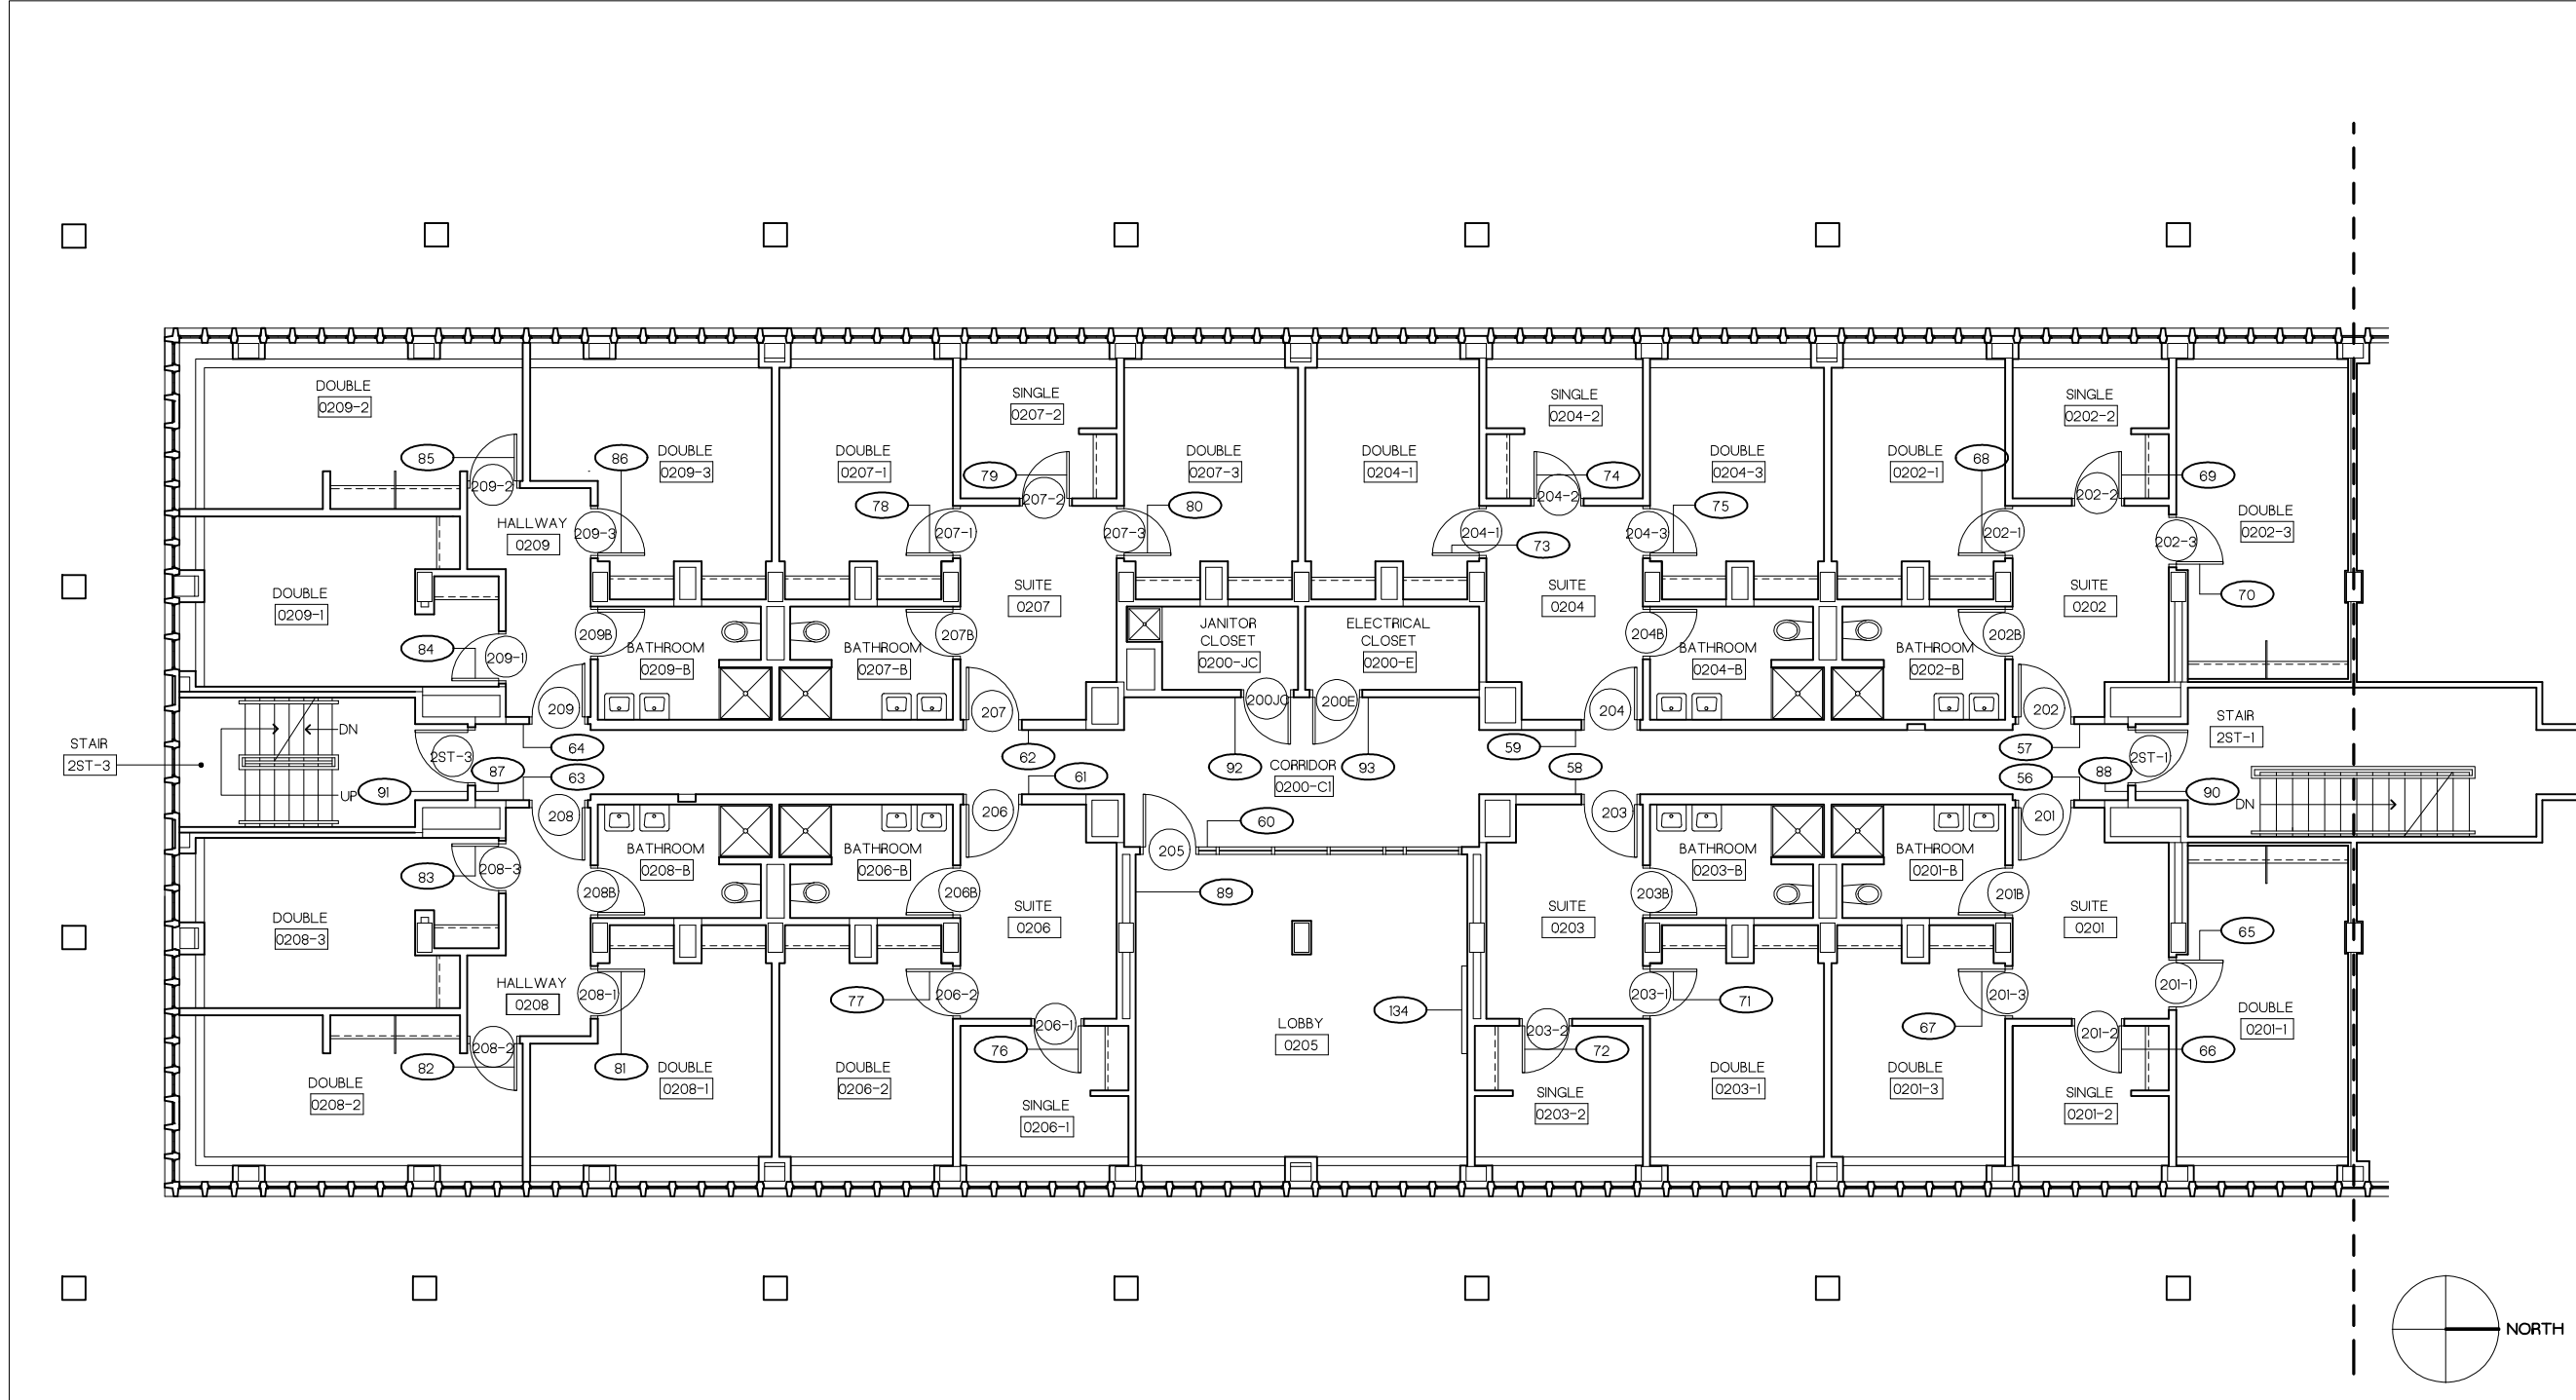 DOUBLE
0209-2
85
209-2
86
DOUBLE
0209-3
209-3
HALLWAY
0209
DOUBLE
0209-1
84
209-1
209B
BATHROOM
0209-B
209
64
DOUBLE
0207-1
78
207-1
SINGLE
0207-2
79
207-2
DOUBLE
0207-3
80
207-3
SUITE
0207
207B
BATHROOM
0207-B
207
62
DOUBLE
0204-1
204-1
73
SINGLE
0204-2
74
204-2
DOUBLE
0204-3
75
204-3
SUITE
0204
204B
BATHROOM
0204-B
204
59
JANITOR
CLOSET
0200-JC
200JC
92
ELECTRICAL
CLOSET
0200-E
200E
93
DOUBLE
0202-1
68
202-1
SINGLE
0202-2
69
202-2
DOUBLE
0202-3
202-3
70
SUITE
0202
202B
BATHROOM
0202-B
202
57
STAIR
2ST-3
DN
UP
91
2ST-3
87
CORRIDOR
0200-C1
88
2ST-1
90
STAIR
2ST-1
DN
63
208
83
208-3
DOUBLE
0208-3
208B
BATHROOM
0208-B
HALLWAY
0208
208-1
81
DOUBLE
0208-1
82
208-2
DOUBLE
0208-2
61
206
BATHROOM
0206-B
206B
SUITE
0206
77
206-2
DOUBLE
0206-2
76
206-1
SINGLE
0206-1
205
60
89
134
LOBBY
0205
58
203
BATHROOM
0203-B
203B
SUITE
0203
203-1
71
DOUBLE
0203-1
203-2
72
SINGLE
0203-2
56
201
BATHROOM
0201-B
201B
SUITE
0201
65
201-1
DOUBLE
0201-1
201-3
67
DOUBLE
0201-3
201-2
66
SINGLE
0201-2
NORTH